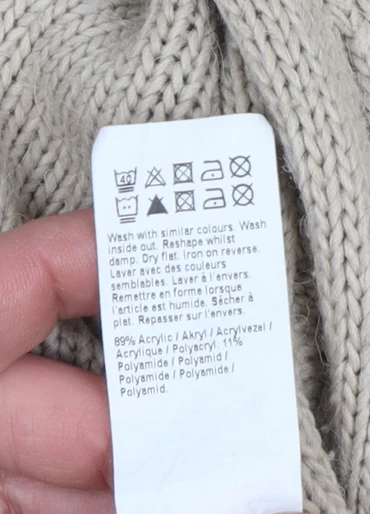 40
Wash with similar colours. Wash
inside out. Reshape whilst
damp. Dry flat. Iron on reverse.
Laver avec des couleurs
semblables. Laver à l'envers.
Remettre en forme lorsque
l'article est humide. Sécher à
plat. Repasser sur l'envers.
89% Acrylic / Akryl / Acrylvezel /
Acrylique / Polyacryl. 11%
Polyamide / Polyamid /
Polyamide / Polyamide /
Polyamid.